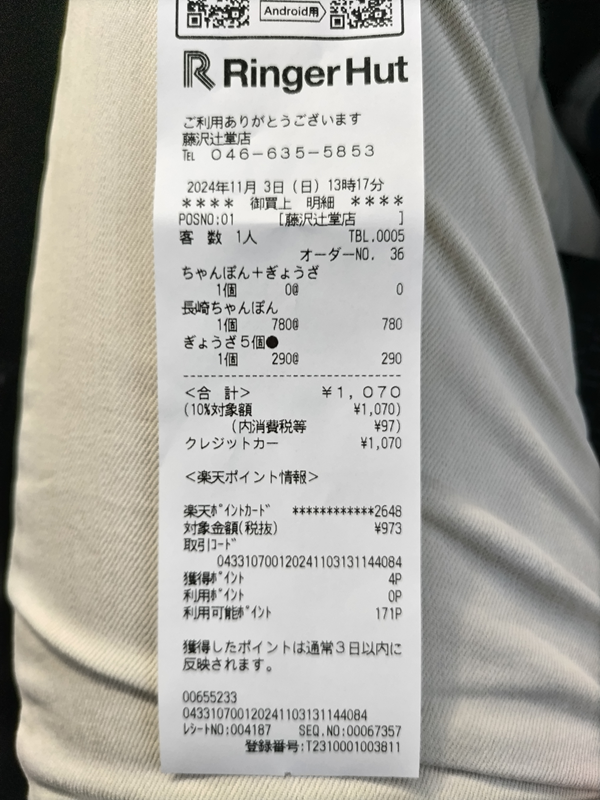 Android用
RingerHut
ご利用ありがとうございます
藤沢辻堂店
℡ 046-635-5853
2024年11月 3日(日)13時17分
**** 御買上 明細 ****
POSNO:01 [藤沢辻堂店 ]
客 数 1人 TBL.0005
オーダーNO. 36
ちゃんぽん+ぎょうざ
1個 0@ 0
長崎ちゃんぽん
1個 780@ 780
ぎょうざ5個●
1個 290@ 290
<合 計> ¥1,070
(10%対象額 ¥1,070)
(内消費税等 ¥97)
クレジットカー ¥1,070
<楽天ポイント情報>
楽天ポイントカード ************2648
対象金額(税抜) ¥973
取引コード
043310700120241103131144084
獲得ポイント 4P
利用ポイント 0P
利用可能ポイント 171P
獲得したポイントは通常3日以内に
反映されます。
00655233
043310700120241103131144084
レシートNO:004187 SEQ.NO:00067357
登録番号:T2310001003811